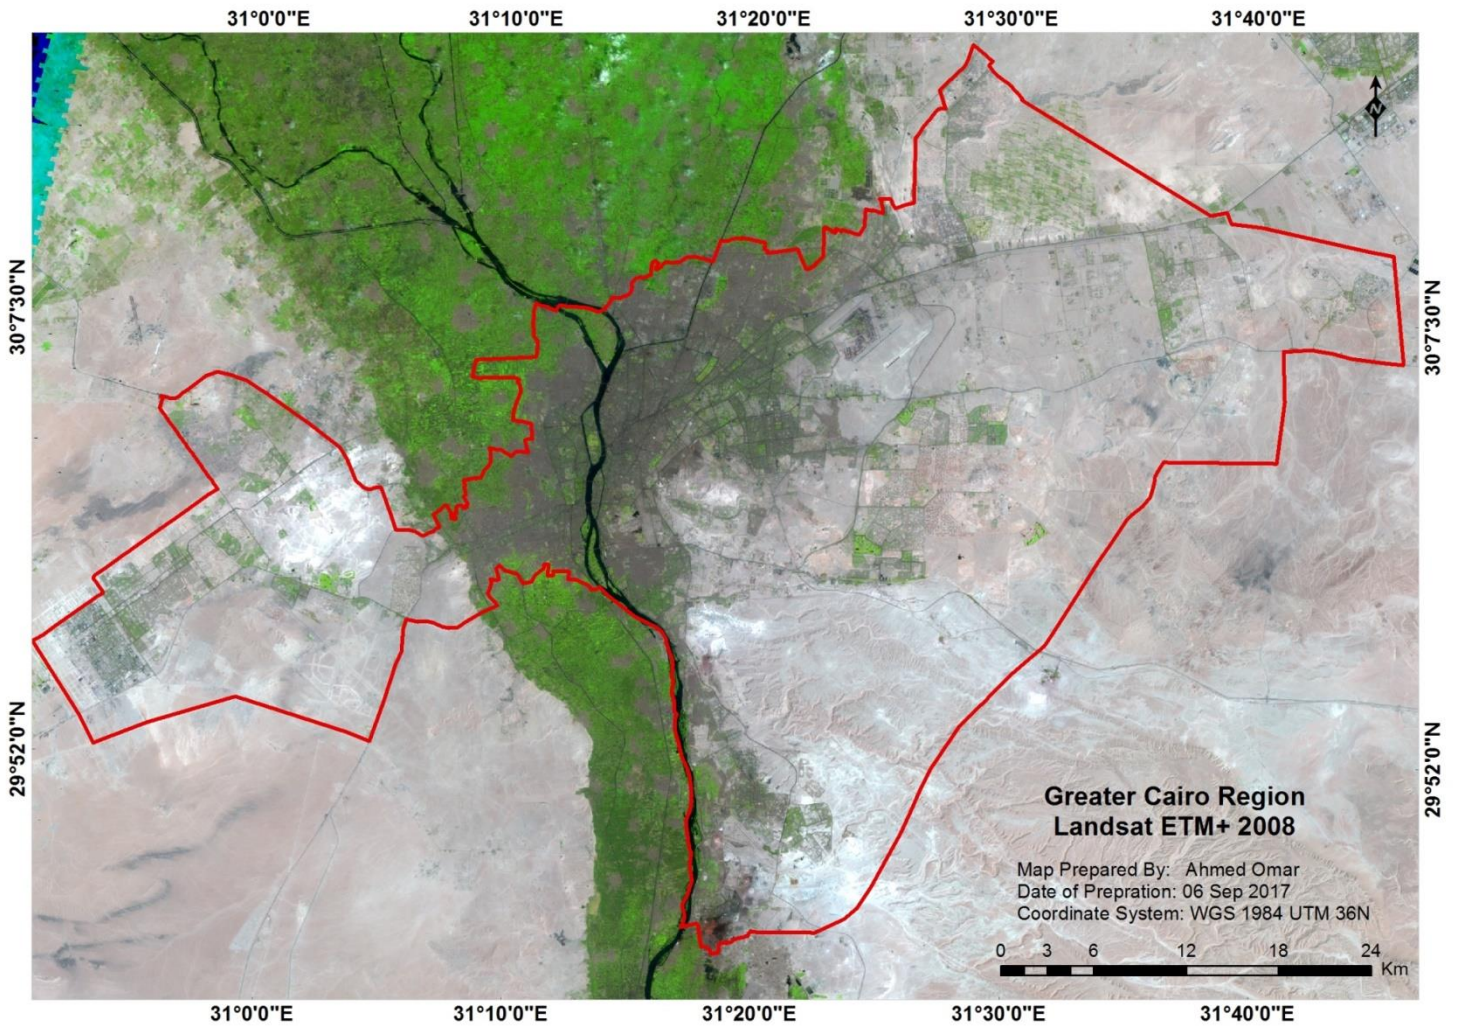 31°0'0"E 31°10'0"E 31°20'0"E 31°30'0"E 31°40'0"E
N
30°7'30"N
30°7'30"N
29°52'0"N
29°52'0"N
Greater Cairo Region
Landsat ETM+ 2008
Map Prepared By: Ahmed Omar
Date of Prepration: 06 Sep 2017
Coordinate System: WGS 1984 UTM 36N
0 3 6 12 18 24
Km
31°0'0"E 31°10'0"E 31°20'0"E 31°30'0"E 31°40'0"E